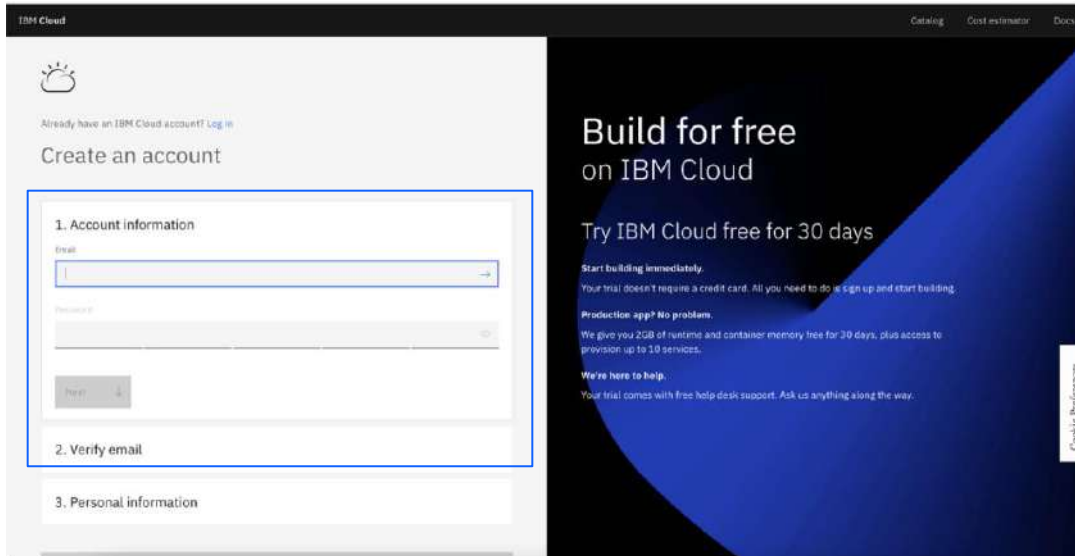 IBM Cloud
Catalog
Cost estimator
Docs
Already have an IBM Cloud account? Log in
Create an account
1. Account information
Email
Password
Next
2. Verify email
3. Personal information
Build for free
on IBM Cloud
Try IBM Cloud free for 30 days
Start building immediately.
Your trial doesn't require a credit card. All you need to do is sign up and start building.
Production app? No problem.
We give you 2GB of runtime and container memory free for 30 days, plus access to
provision up to 10 services.
We're here to help.
Your trial comes with free help desk support. Ask us anything along the way.
Cookie Preferences